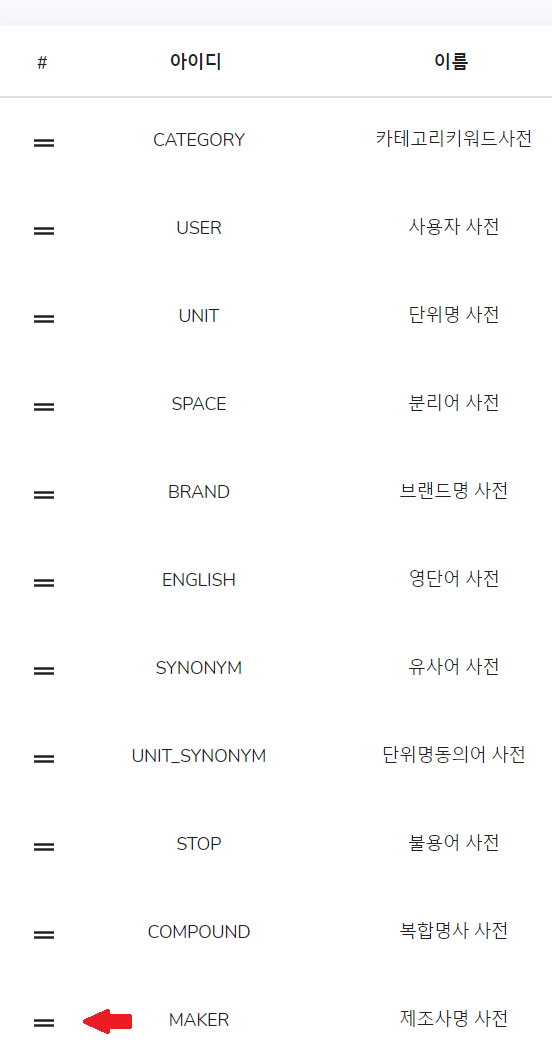 # 아이디 이름
CATEGORY 카테고리키워드사전
USER 사용자 사전
UNIT 단위명 사전
SPACE 분리어 사전
BRAND 브랜드명 사전
ENGLISH 영단어 사전
SYNONYM 유사어 사전
UNIT_SYNONYM 단위명동의어 사전
STOP 불용어 사전
COMPOUND 복합명사 사전
MAKER 제조사명 사전